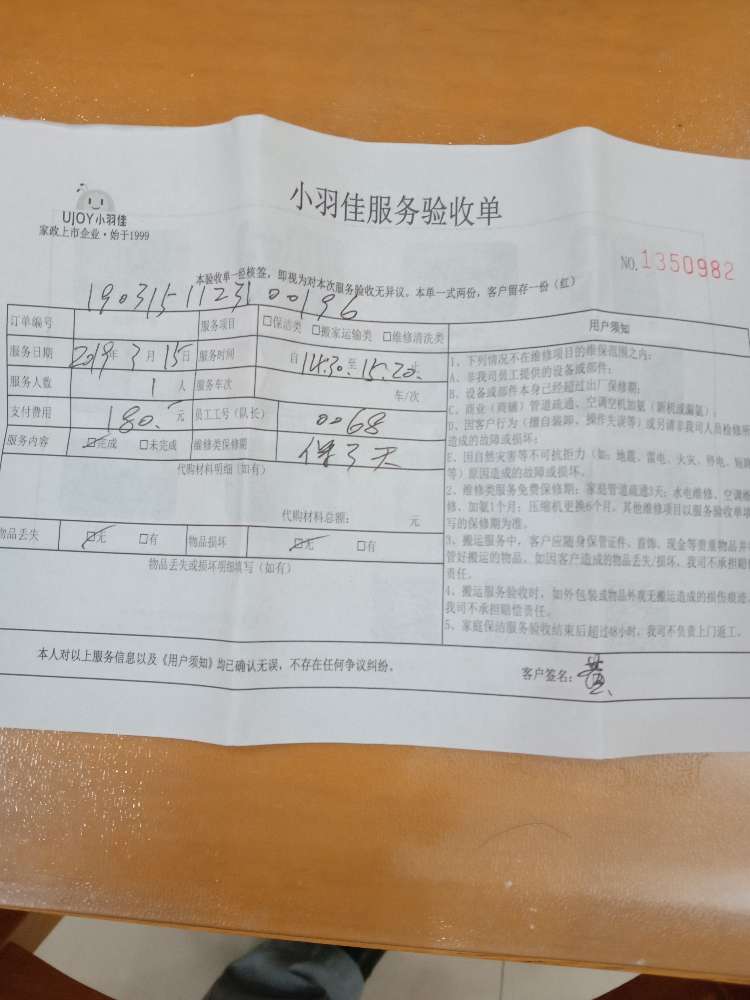 UJOY小羽佳
家政上市企业·始于1999
小羽佳服务验收单
NO. 1350982
本验收单一经核签，即视为对本次服务验收无异议。本单一式两份，客户留存一份（红）
订单编号 19031511231 00196 服务项目 □保洁类 □搬家运输类 □维修清洗类
服务日期 2019年 3月 15日 服务时间 自 14:30 至 15:20
服务人数 1 人 服务车次 车/次
支付费用 180. 元 员工工号(队长) 0068
服务内容 ☑完成 □未完成 维修类保修期 保3天
代购材料明细（如有）
代购材料总额： 元
物品丢失 ☑无 □有 物品损坏 ☑无 □有
物品丢失或损坏明细填写（如有）
用户须知
1、下列情况不在维修项目的维保范围之内：
A、非我司员工提供的设备或部件；
B、设备或部件本身已经超过出厂保修期；
C、商业（商铺）管道疏通、空调空机加氨（新机或漏氨）；
D、因客户行为（擅自装卸、操作失误等）或另请非我司人员检修所
造成的故障或损坏；
E、因自然灾害等不可抗拒力（如：地震、雷电、火灾、停电、短路
等）原因造成的故障或损坏。
2、维修类服务免费保修期：家庭管道疏通3天；水电维修、空调维
修、加氨1个月；压缩机更换6个月。其他维修项目以服务验收单填
写的保修期为准。
3、搬运服务中，客户应随身保管证件、首饰、现金等贵重物品并
管好搬运的物品。如因客户造成的物品丢失/损坏，我司不承担赔偿
责任。
4、搬运服务验收时，如外包装或物品外观无搬运造成的损伤痕迹，
我司不承担赔偿责任。
5、家庭保洁服务验收结束后超过48小时，我司不负责上门返工。
本人对以上服务信息以及《用户须知》均已确认无误，不存在任何争议纠纷。
客户签名：黄